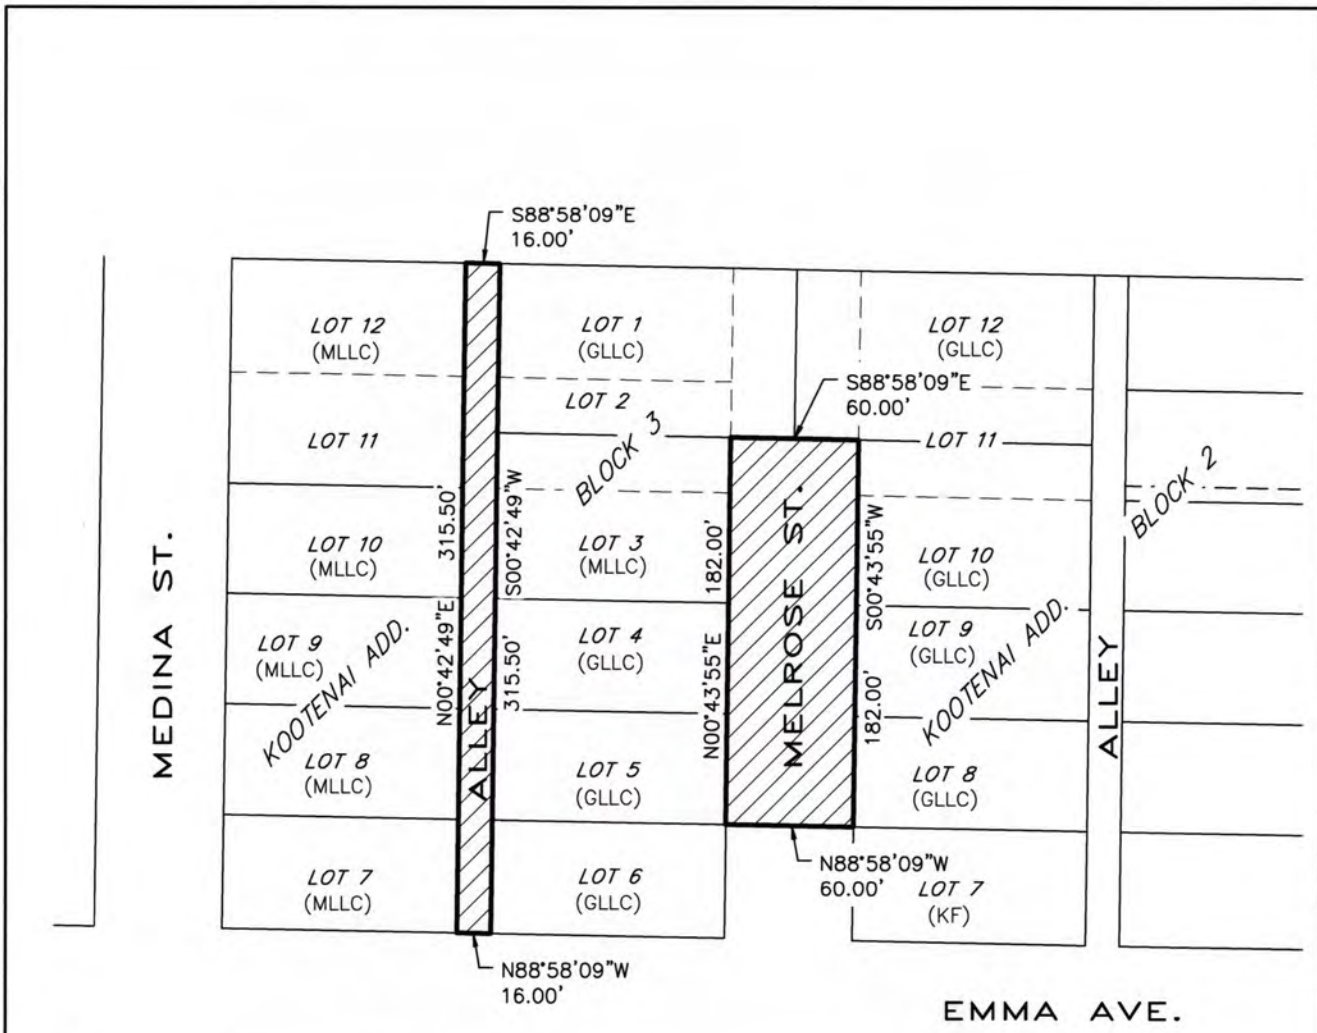 S88°58'09"E
16.00'
LOT 12
(MLLC)
LOT 1
(GLLC)
LOT 12
(GLLC)
S88°58'09"E
60.00'
LOT 2
LOT 11
BLOCK 3
LOT 11
BLOCK 2
315.50'
S00°42'49"W
LOT 10
(MLLC)
LOT 3
(MLLC)
182.00'
MELROSE ST.
S00°43'55"W
LOT 10
(GLLC)
MEDINA ST.
LOT 9
(MLLC)
KOOTENAI ADD.
N00°42'49"E
ALLEY
315.50'
LOT 4
(GLLC)
N00°43'55"E
182.00'
LOT 9
(GLLC)
KOOTENAI ADD.
ALLEY
LOT 8
(MLLC)
LOT 5
(GLLC)
LOT 8
(GLLC)
LOT 7
(MLLC)
LOT 6
(GLLC)
N88°58'09"W
60.00'
LOT 7
(KF)
N88°58'09"W
16.00'
EMMA AVE.